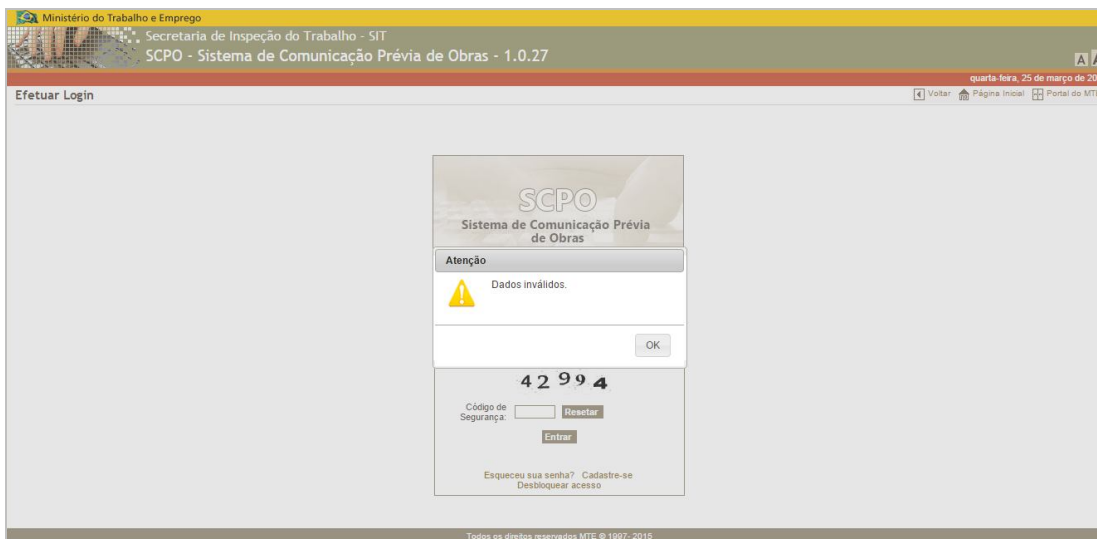 Ministério do Trabalho e Emprego
Secretaria de Inspeção do Trabalho - SIT
SCPO - Sistema de Comunicação Prévia de Obras - 1.0.27
A
quarta-feira, 25 de março de 20
Efetuar Login
Voltar Página Inicial Portal do MT
SCPO
Sistema de Comunicação Prévia
de Obras
Atenção
Dados inválidos.
OK
42994
Código de
Segurança:
Resetar
Entrar
Esqueceu sua senha? Cadastre-se
Desbloquear acesso
Todos os direitos reservados MTE © 1997- 2015